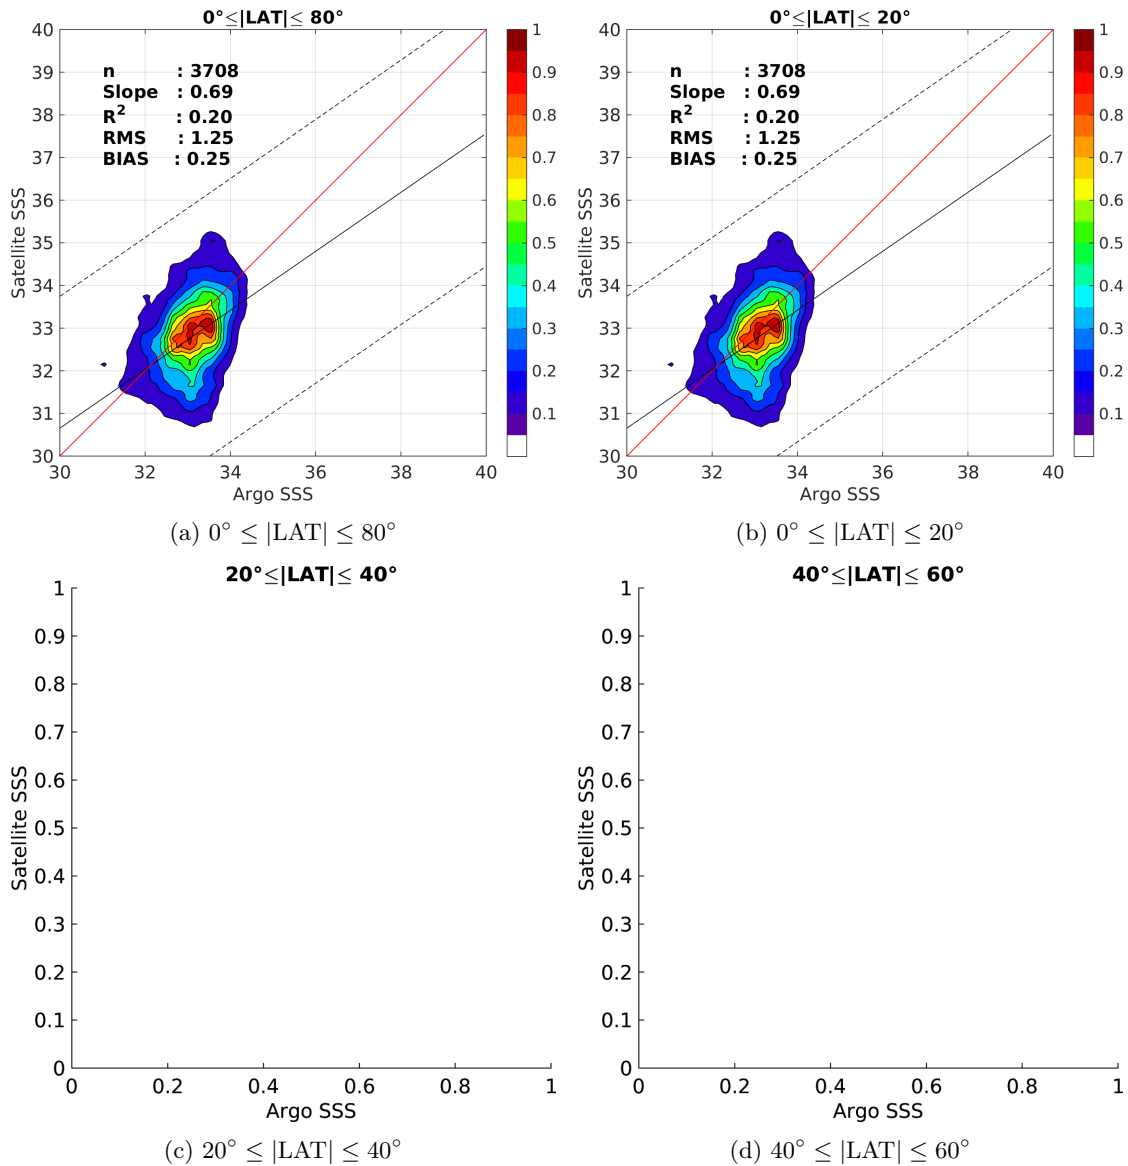 0°≤|LAT|≤ 80°
40
39
38
37
36
35
34
33
32
31
30
Satellite SSS
n : 3708
Slope : 0.69
R² : 0.20
RMS : 1.25
BIAS : 0.25
30 32 34 36 38 40
Argo SSS
1
0.9
0.8
0.7
0.6
0.5
0.4
0.3
0.2
0.1
(a) 0° ≤ |LAT| ≤ 80°
0°≤|LAT|≤ 20°
40
39
38
37
36
35
34
33
32
31
30
Satellite SSS
n : 3708
Slope : 0.69
R² : 0.20
RMS : 1.25
BIAS : 0.25
30 32 34 36 38 40
Argo SSS
1
0.9
0.8
0.7
0.6
0.5
0.4
0.3
0.2
0.1
(b) 0° ≤ |LAT| ≤ 20°
20°≤|LAT|≤ 40°
1
0.9
0.8
0.7
0.6
0.5
0.4
0.3
0.2
0.1
0
Satellite SSS
0 0.2 0.4 0.6 0.8 1
Argo SSS
(c) 20° ≤ |LAT| ≤ 40°
40°≤|LAT|≤ 60°
1
0.9
0.8
0.7
0.6
0.5
0.4
0.3
0.2
0.1
0
Satellite SSS
0 0.2 0.4 0.6 0.8 1
Argo SSS
(d) 40° ≤ |LAT| ≤ 60°